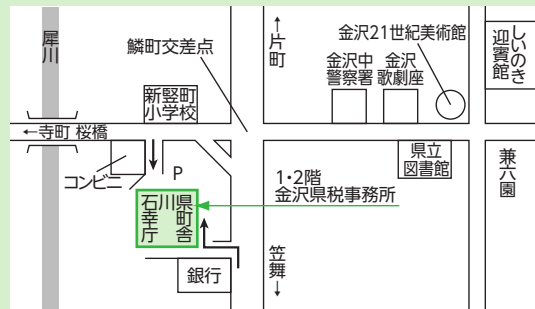 犀川
鱗町交差点
↑片町
金沢21世紀美術館
しいのき
迎賓館
新竪町
小学校
金沢中
警察署
金沢
歌劇座
←寺町 桜橋
コンビニ
P
1・2階
金沢県税事務所
県立
図書館
兼六園
石川県
幸町
庁舎
銀行
笠舞→